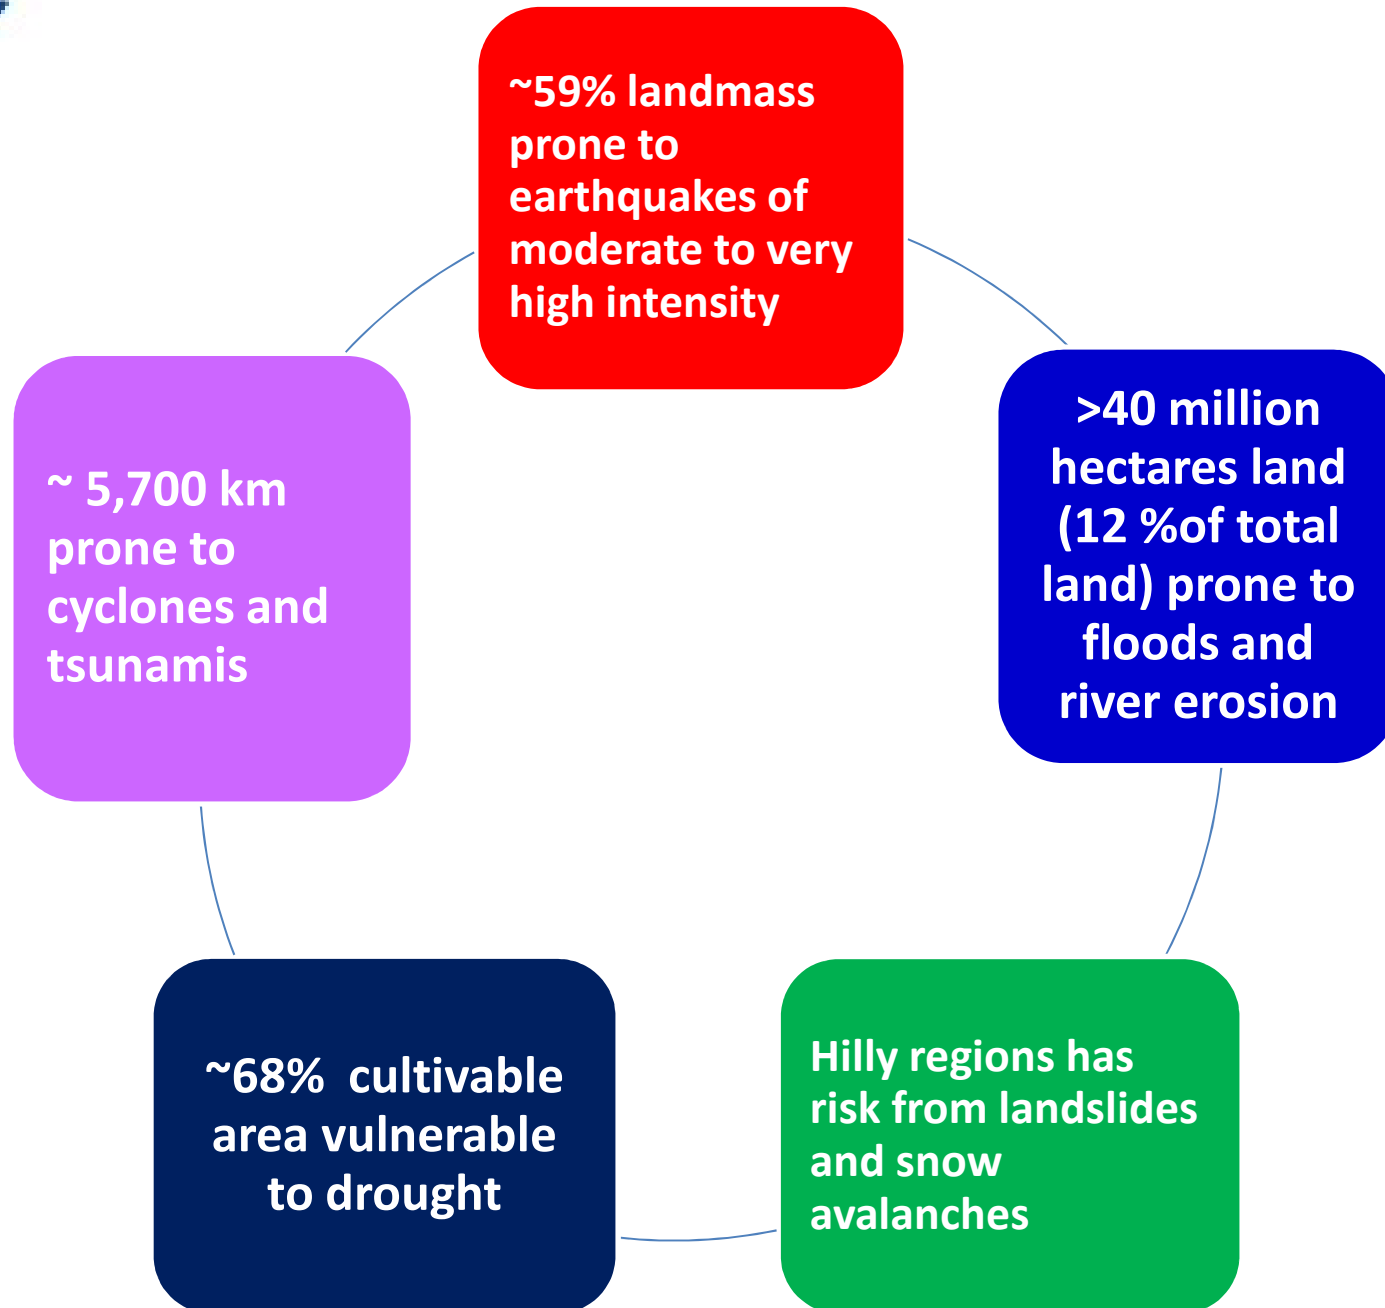 ~59% landmass
prone to
earthquakes of
moderate to very
high intensity
>40 million
hectares land
(12 %of total
land) prone to
floods and
river erosion
Hilly regions has
risk from landslides
and snow
avalanches
~68%  cultivable
area vulnerable
to drought
~ 5,700 km
prone to
cyclones and
tsunamis